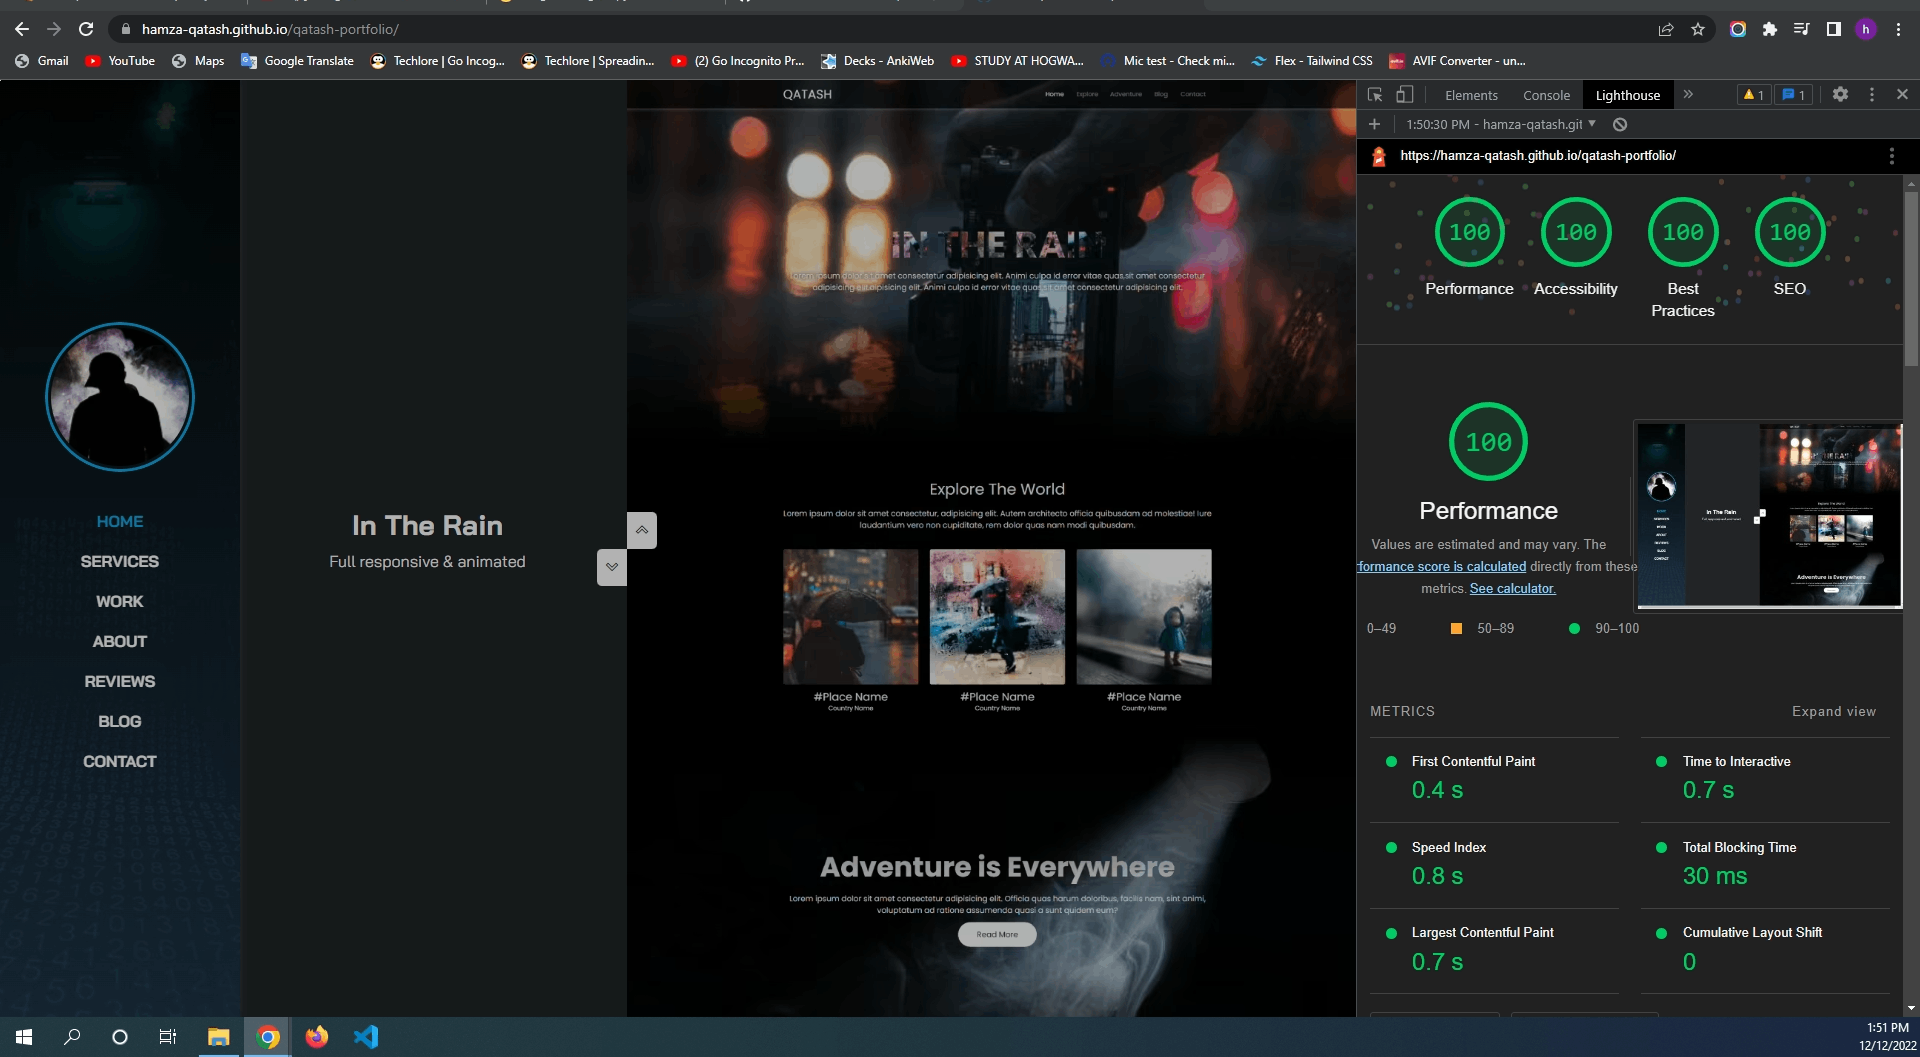 hamza-qatash.github.io/qatash-portfolio/
h
Gmail
YouTube
Maps
Google Translate
Techlore | Go Incog...
Techlore | Spreadin...
(2) Go Incognito Pr...
Decks - AnkiWeb
STUDY AT HOGWA...
Mic test - Check mi...
Flex - Tailwind CSS
AVIF Converter - un...
HOME
SERVICES
WORK
ABOUT
REVIEWS
BLOG
CONTACT
In The Rain
Full responsive & animated
QATASH
Home
Explore
Adventure
Blog
Contact
IN THE RAIN
Lorem ipsum dolor sit amet consectetur adipisicing elit. Animi culpa id error vitae quas,sit amet consectetur
adipisicing elit.adipisicing elit. Animi culpa id error vitae quas,sit amet consectetur adipisicing elit.
Explore The World
Lorem ipsum dolor sit amet consectetur, adipisicing elit. Autem architecto officia quibusdam ad molestiae! Iure
laudantium vero non cupiditate, rem dolor quas nam modi quibusdam.
#Place Name
Country Name
#Place Name
Country Name
#Place Name
Country Name
Adventure is Everywhere
Lorem ipsum dolor sit amet consectetur adipisicing elit. Officia quas harum doloribus, facilis nam, sint animi,
voluptatum ad ratione assumenda quasi a sunt quidem eum?
Read More
Elements
Console
Lighthouse
1
1
1:50:30 PM - hamza-qatash.git
https://hamza-qatash.github.io/qatash-portfolio/
100
Performance
100
Accessibility
100
Best
Practices
100
SEO
100
Performance
Values are estimated and may vary. The
rformance score is calculated directly from these
metrics. See calculator.
0–49
50–89
90–100
METRICS
Expand view
First Contentful Paint
0.4 s
Time to Interactive
0.7 s
Speed Index
0.8 s
Total Blocking Time
30 ms
Largest Contentful Paint
0.7 s
Cumulative Layout Shift
0
1:51 PM
12/12/2022